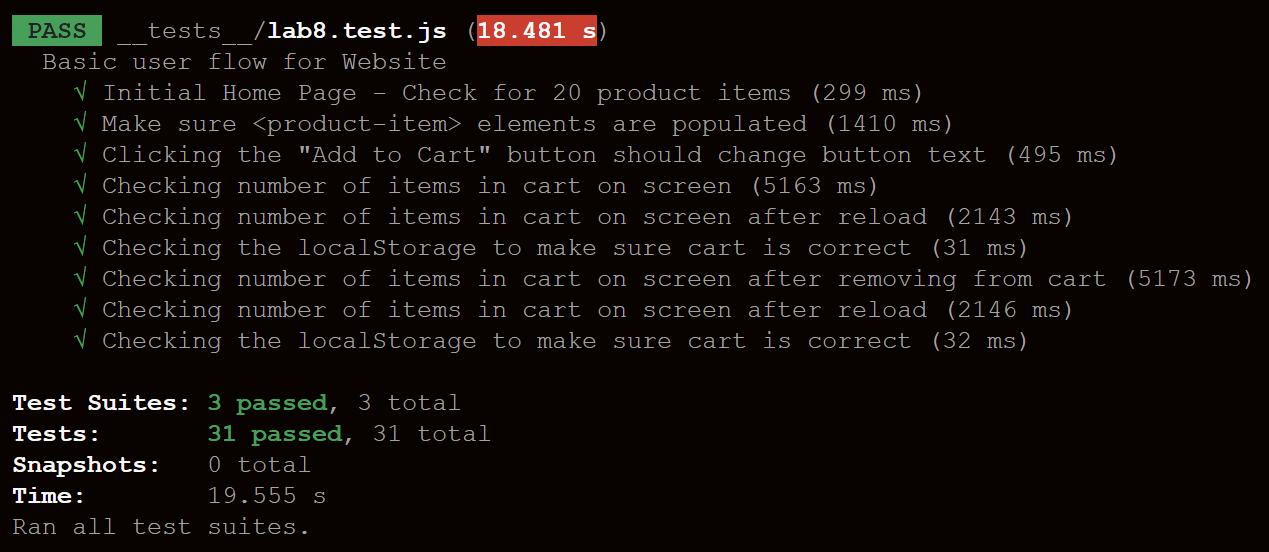 PASS __tests__/lab8.test.js (18.481 s)
Basic user flow for Website
√ Initial Home Page - Check for 20 product items (299 ms)
√ Make sure <product-item> elements are populated (1410 ms)
√ Clicking the "Add to Cart" button should change button text (495 ms)
√ Checking number of items in cart on screen (5163 ms)
√ Checking number of items in cart on screen after reload (2143 ms)
√ Checking the localStorage to make sure cart is correct (31 ms)
√ Checking number of items in cart on screen after removing from cart (5173 ms)
√ Checking number of items in cart on screen after reload (2146 ms)
√ Checking the localStorage to make sure cart is correct (32 ms)
Test Suites: 3 passed, 3 total
Tests: 31 passed, 31 total
Snapshots: 0 total
Time: 19.555 s
Ran all test suites.